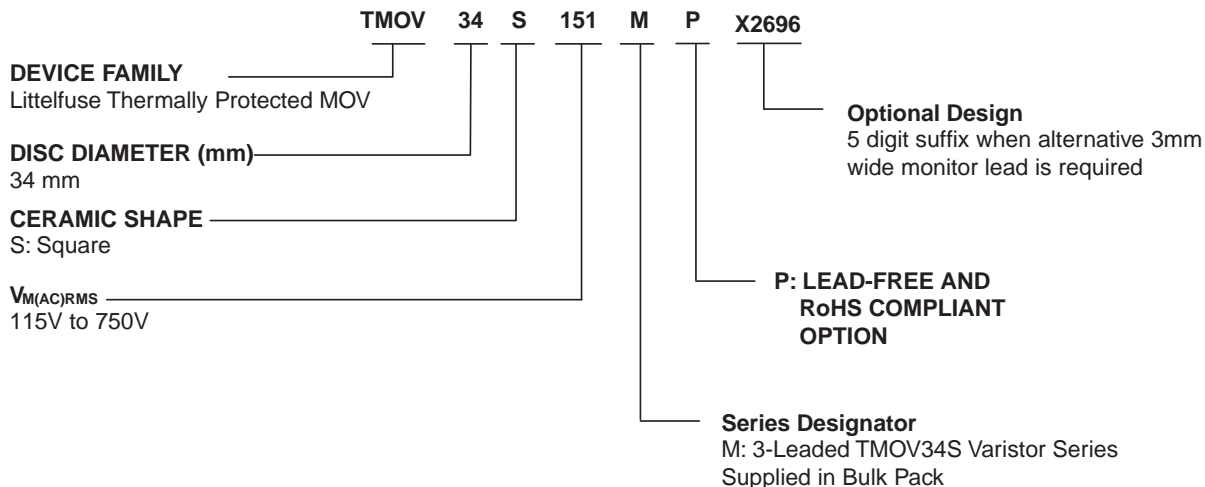 TMOV 34 S 151 M P X2696
DEVICE FAMILY
Littelfuse Thermally Protected MOV
DISC DIAMETER (mm)
34 mm
CERAMIC SHAPE
S: Square
VM(AC)RMS
115V to 750V
Optional Design
5 digit suffix when alternative 3mm
wide monitor lead is required
P: LEAD-FREE AND
RoHS COMPLIANT
OPTION
Series Designator
M: 3-Leaded TMOV34S Varistor Series
Supplied in Bulk Pack